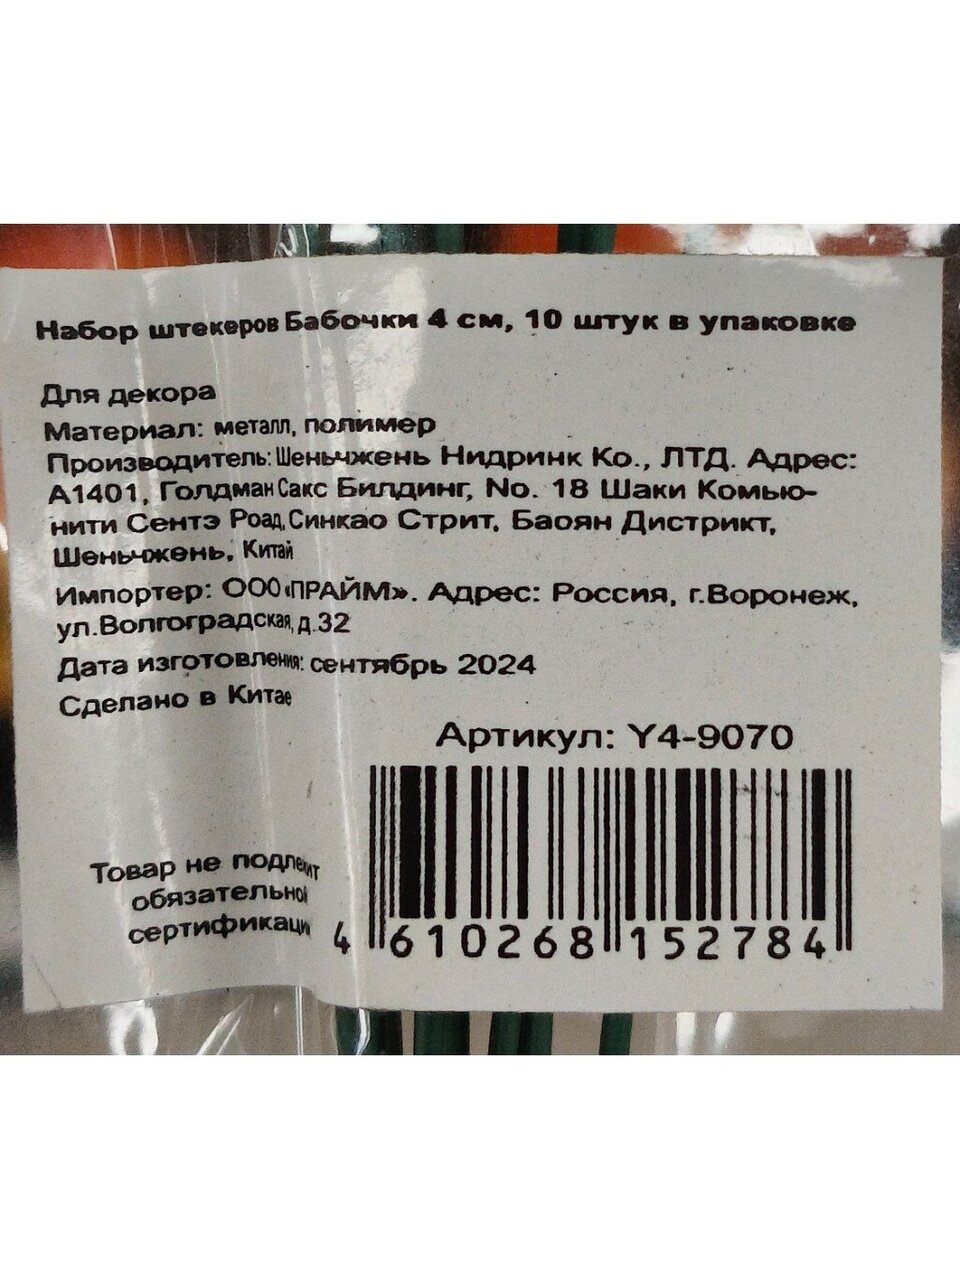 Набор штекеров Бабочки 4 см, 10 штук в упаковке
Для декора
Материал: металл, полимер
Производитель: Шеньчжень Нидринк Ко., ЛТД. Адрес:
А1401, Голдман Сакс Билдинг, No. 18 Шаки Комью-
нити Сентэ Роад, Синкао Стрит, Баоян Дистрикт,
Шеньчжень, Китай
Импортер: ООО «ПРАЙМ». Адрес: Россия, г.Воронеж,
ул.Волгоградская, д.32
Дата изготовления: сентябрь 2024
Сделано в Китае
Артикул: Y4-9070
Товар не подлежит
обязательной
сертификаци
4 610268 152784